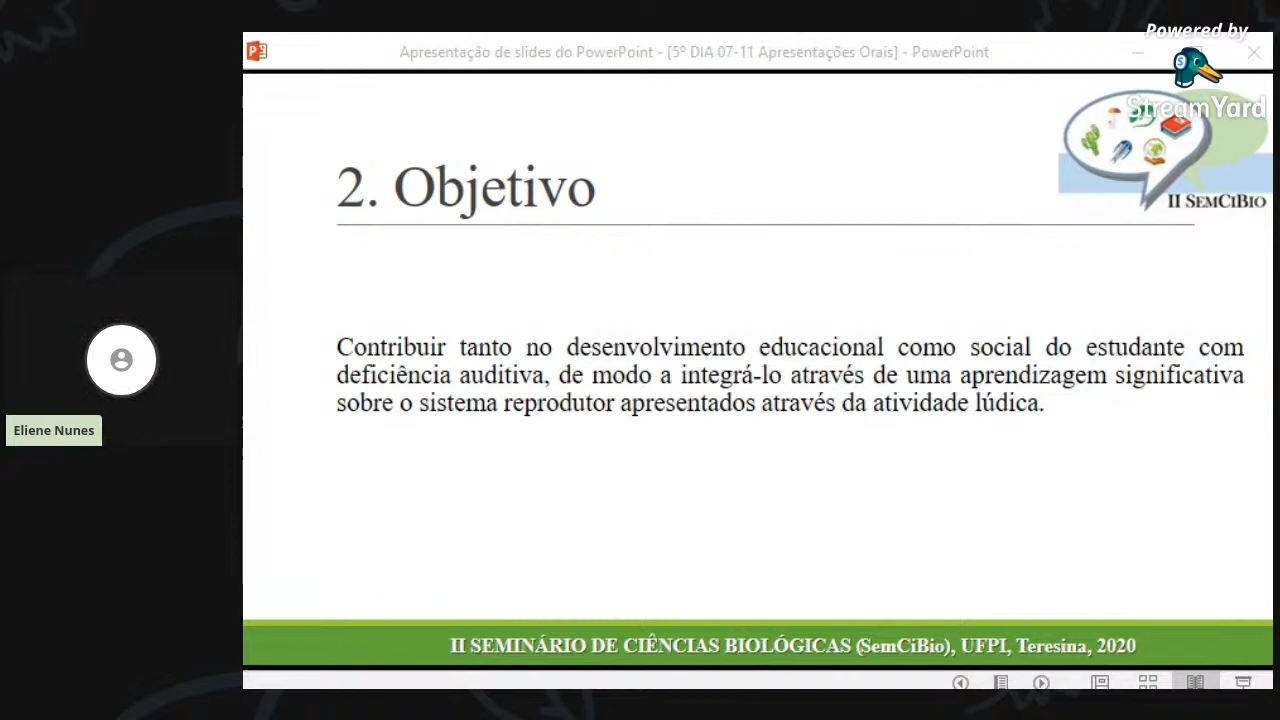 Powered by
StreamYard
Apresentação de slides do PowerPoint - [5º DIA 07-11 Apresentações Orais] - PowerPoint
II SEMCIBIO
2. Objetivo
Contribuir tanto no desenvolvimento educacional como social do estudante com
deficiência auditiva, de modo a integrá-lo através de uma aprendizagem significativa
sobre o sistema reprodutor apresentados através da atividade lúdica.
Eliene Nunes
II SEMINÁRIO DE CIÊNCIAS BIOLÓGICAS (SemCiBio), UFPI, Teresina, 2020